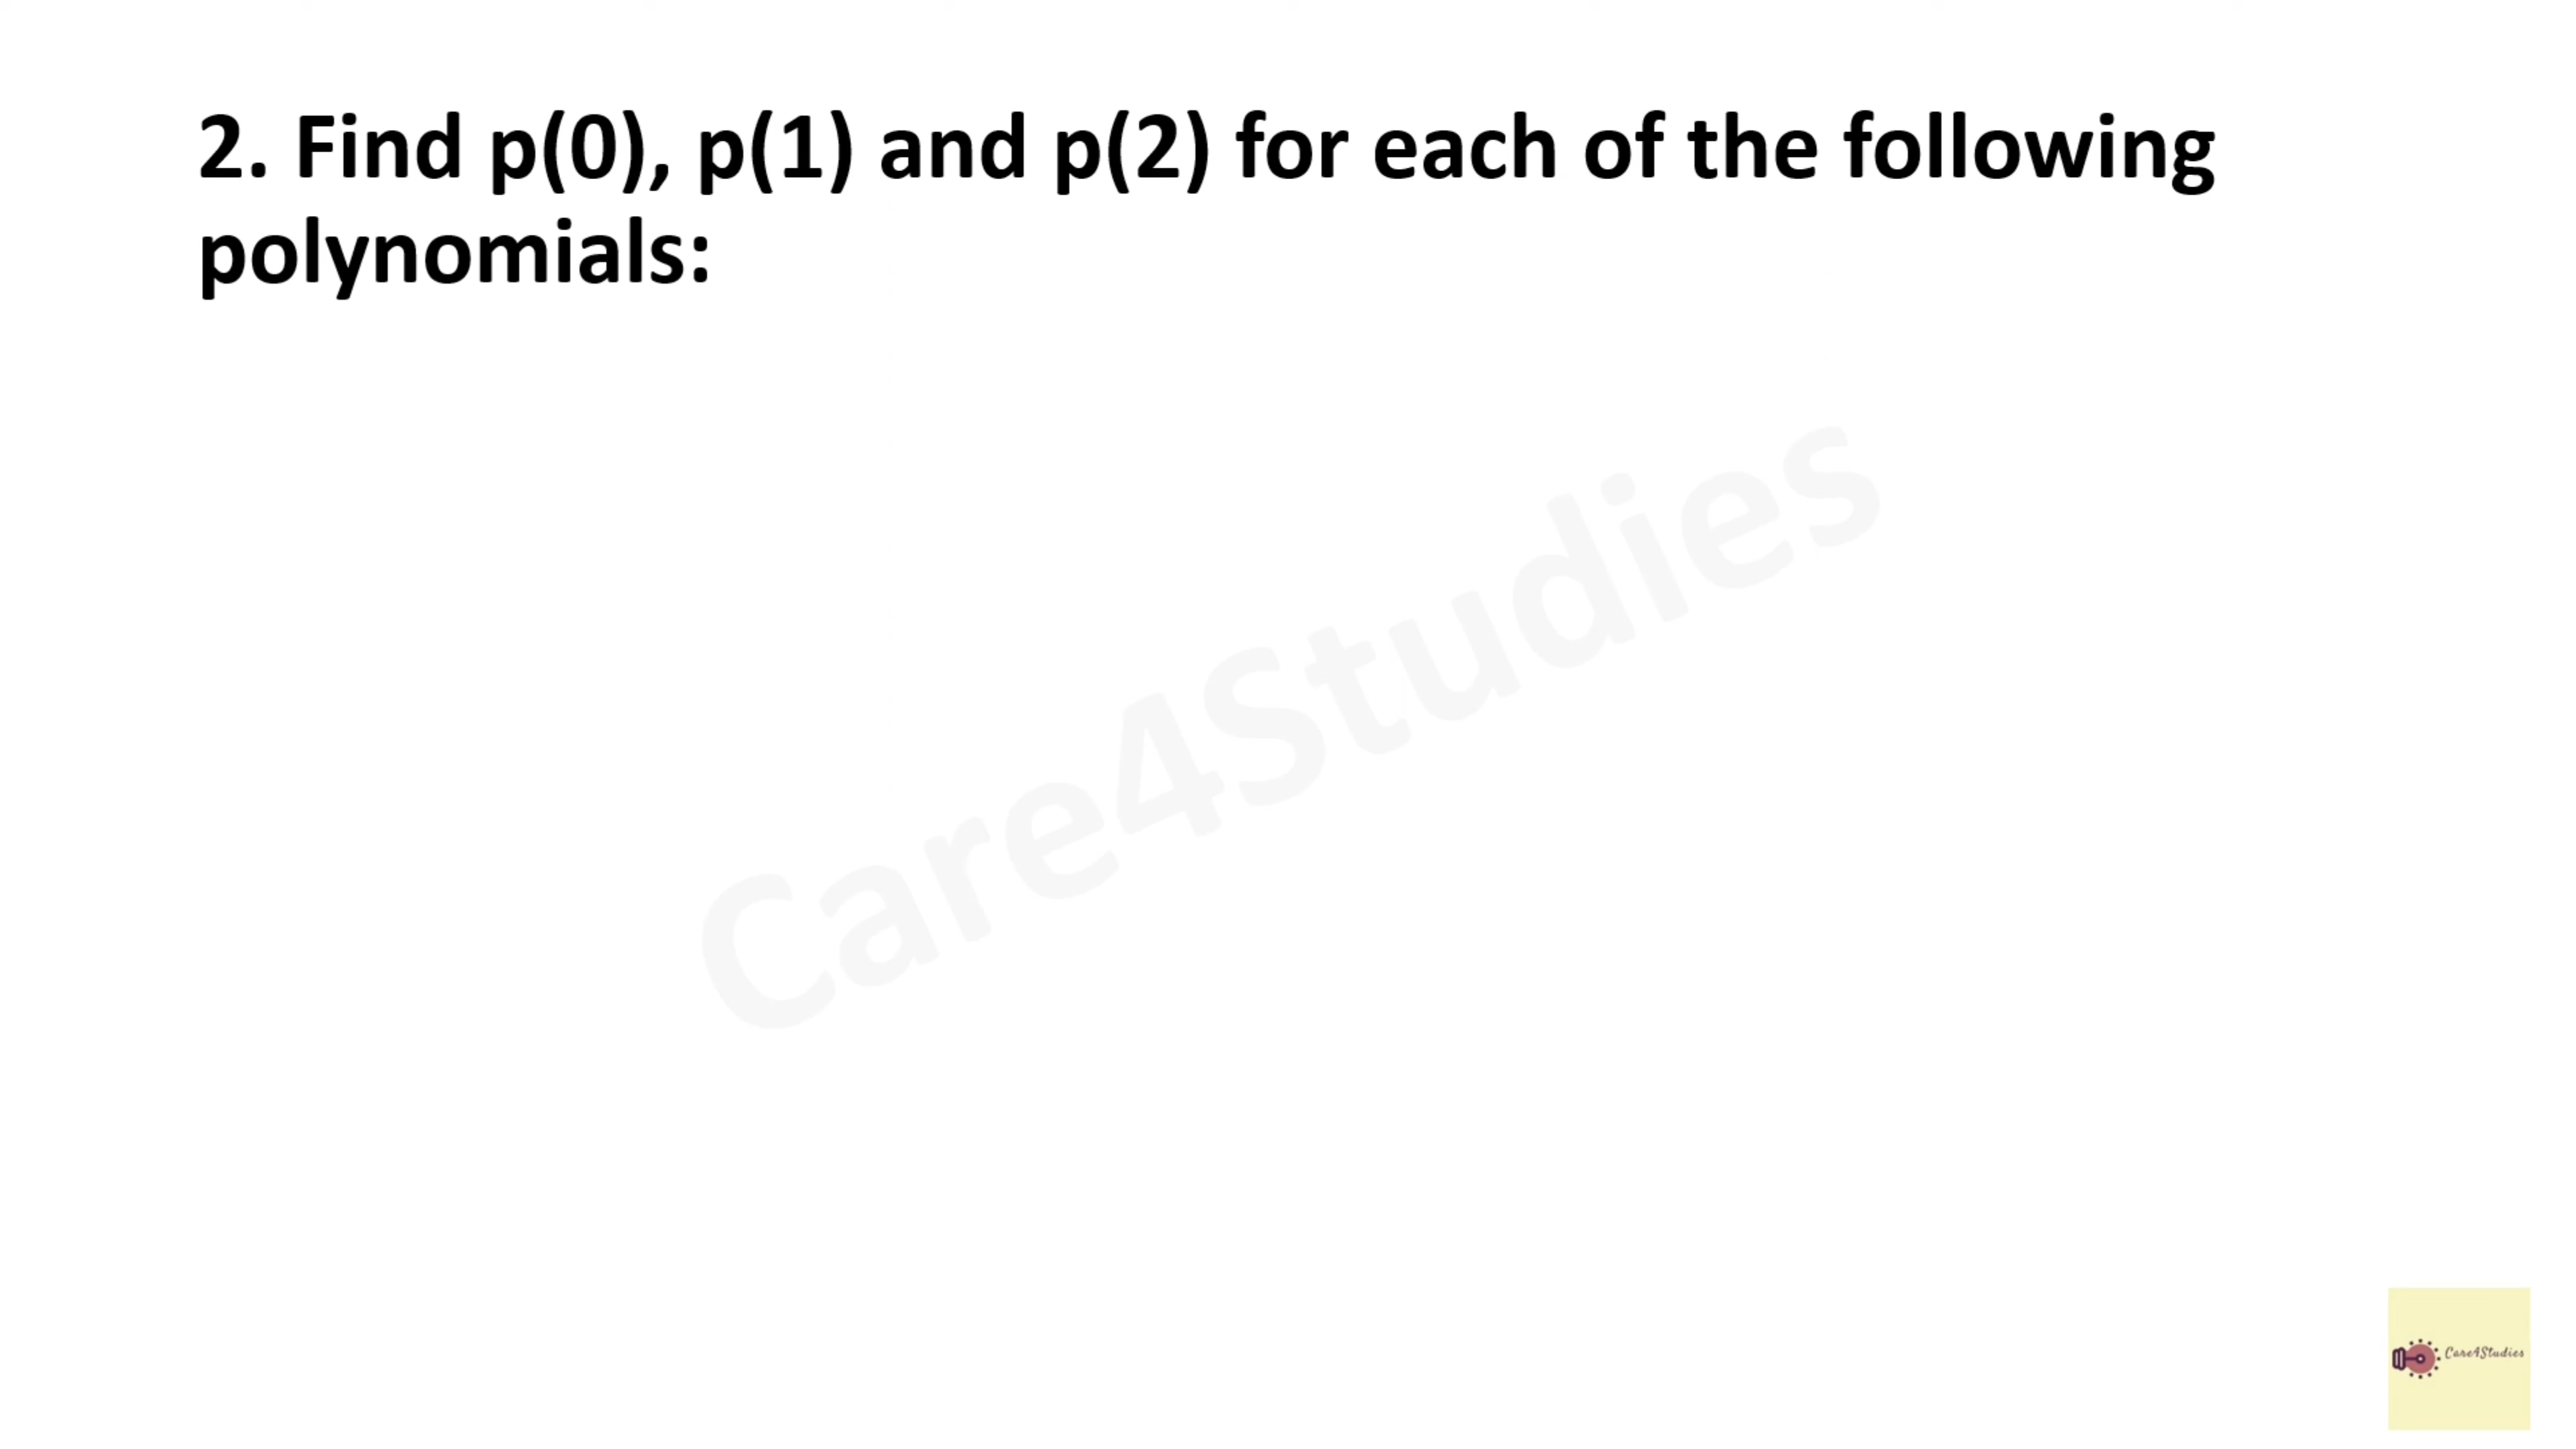 2. Find p(0), p(1) and p(2) for each of the following
polynomials:
Care4Studies
Care4Studies